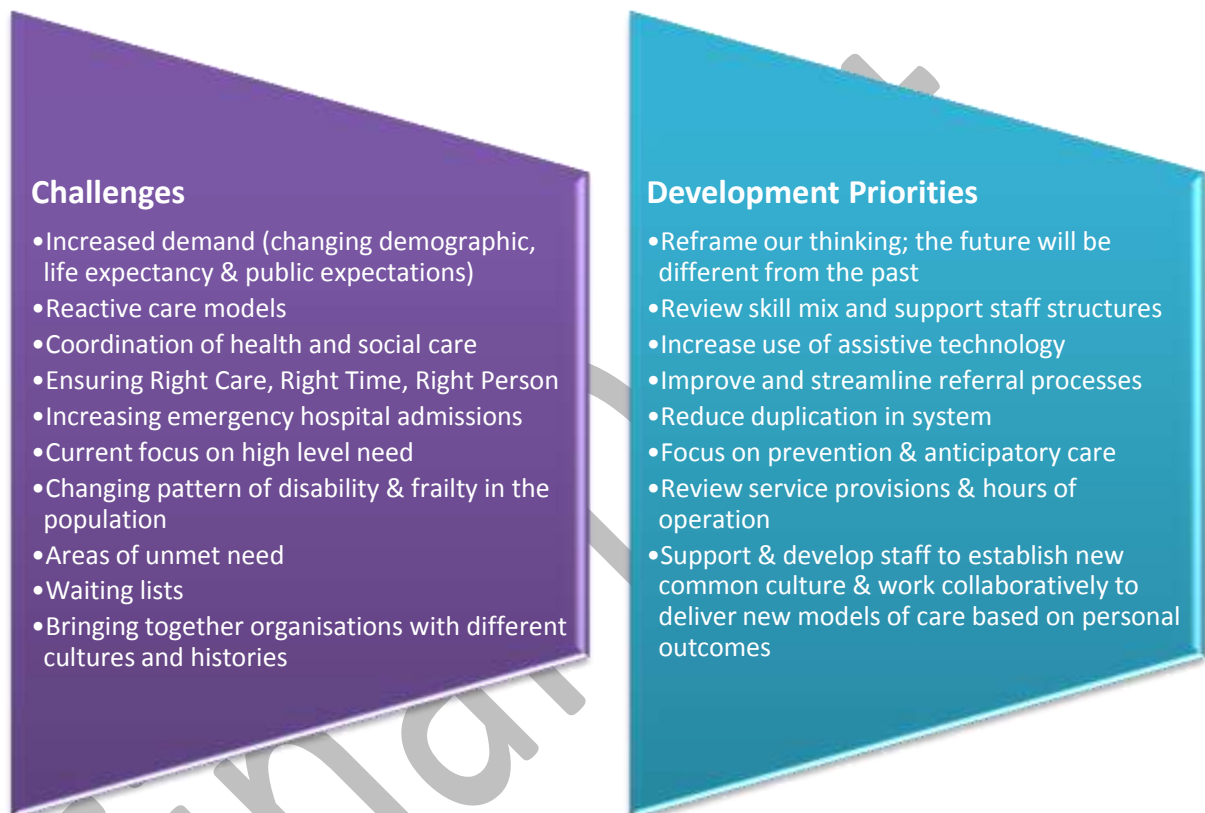 Challenges
•Increased demand (changing demographic,
life expectancy & public expectations)
•Reactive care models
•Coordination of health and social care
•Ensuring Right Care, Right Time, Right Person
•Increasing emergency hospital admissions
•Current focus on high level need
•Changing pattern of disability & frailty in the
population
•Areas of unmet need
•Waiting lists
•Bringing together organisations with different
cultures and histories
Development Priorities
•Reframe our thinking; the future will be
different from the past
•Review skill mix and support staff structures
•Increase use of assistive technology
•Improve and streamline referral processes
•Reduce duplication in system
•Focus on prevention & anticipatory care
•Review service provisions & hours of
operation
•Support & develop staff to establish new
common culture & work collaboratively to
deliver new models of care based on personal
outcomes